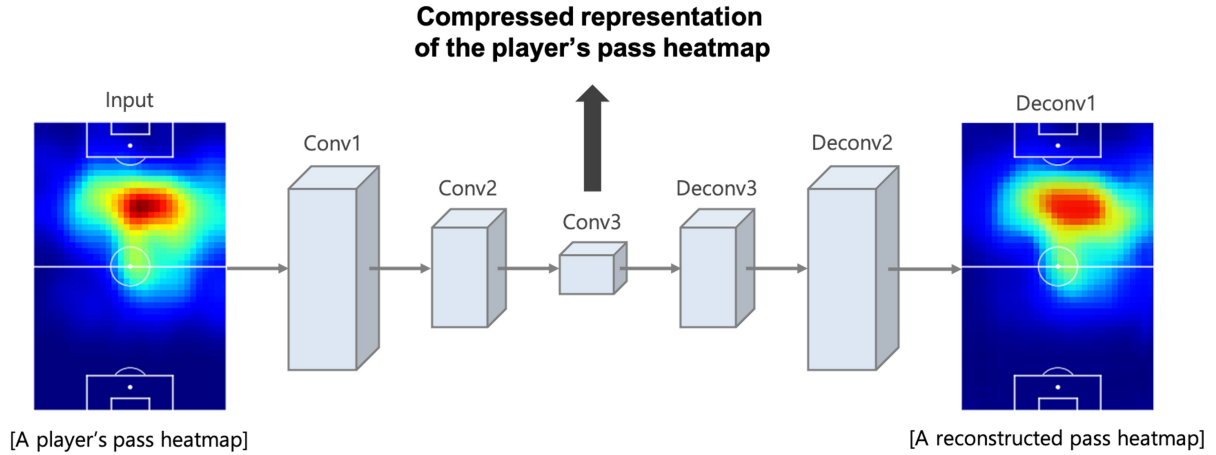 Compressed representation
of the player's pass heatmap
Input
Conv1
Conv2
Conv3
Deconv3
Deconv2
Deconv1
[A player's pass heatmap]
[A reconstructed pass heatmap]